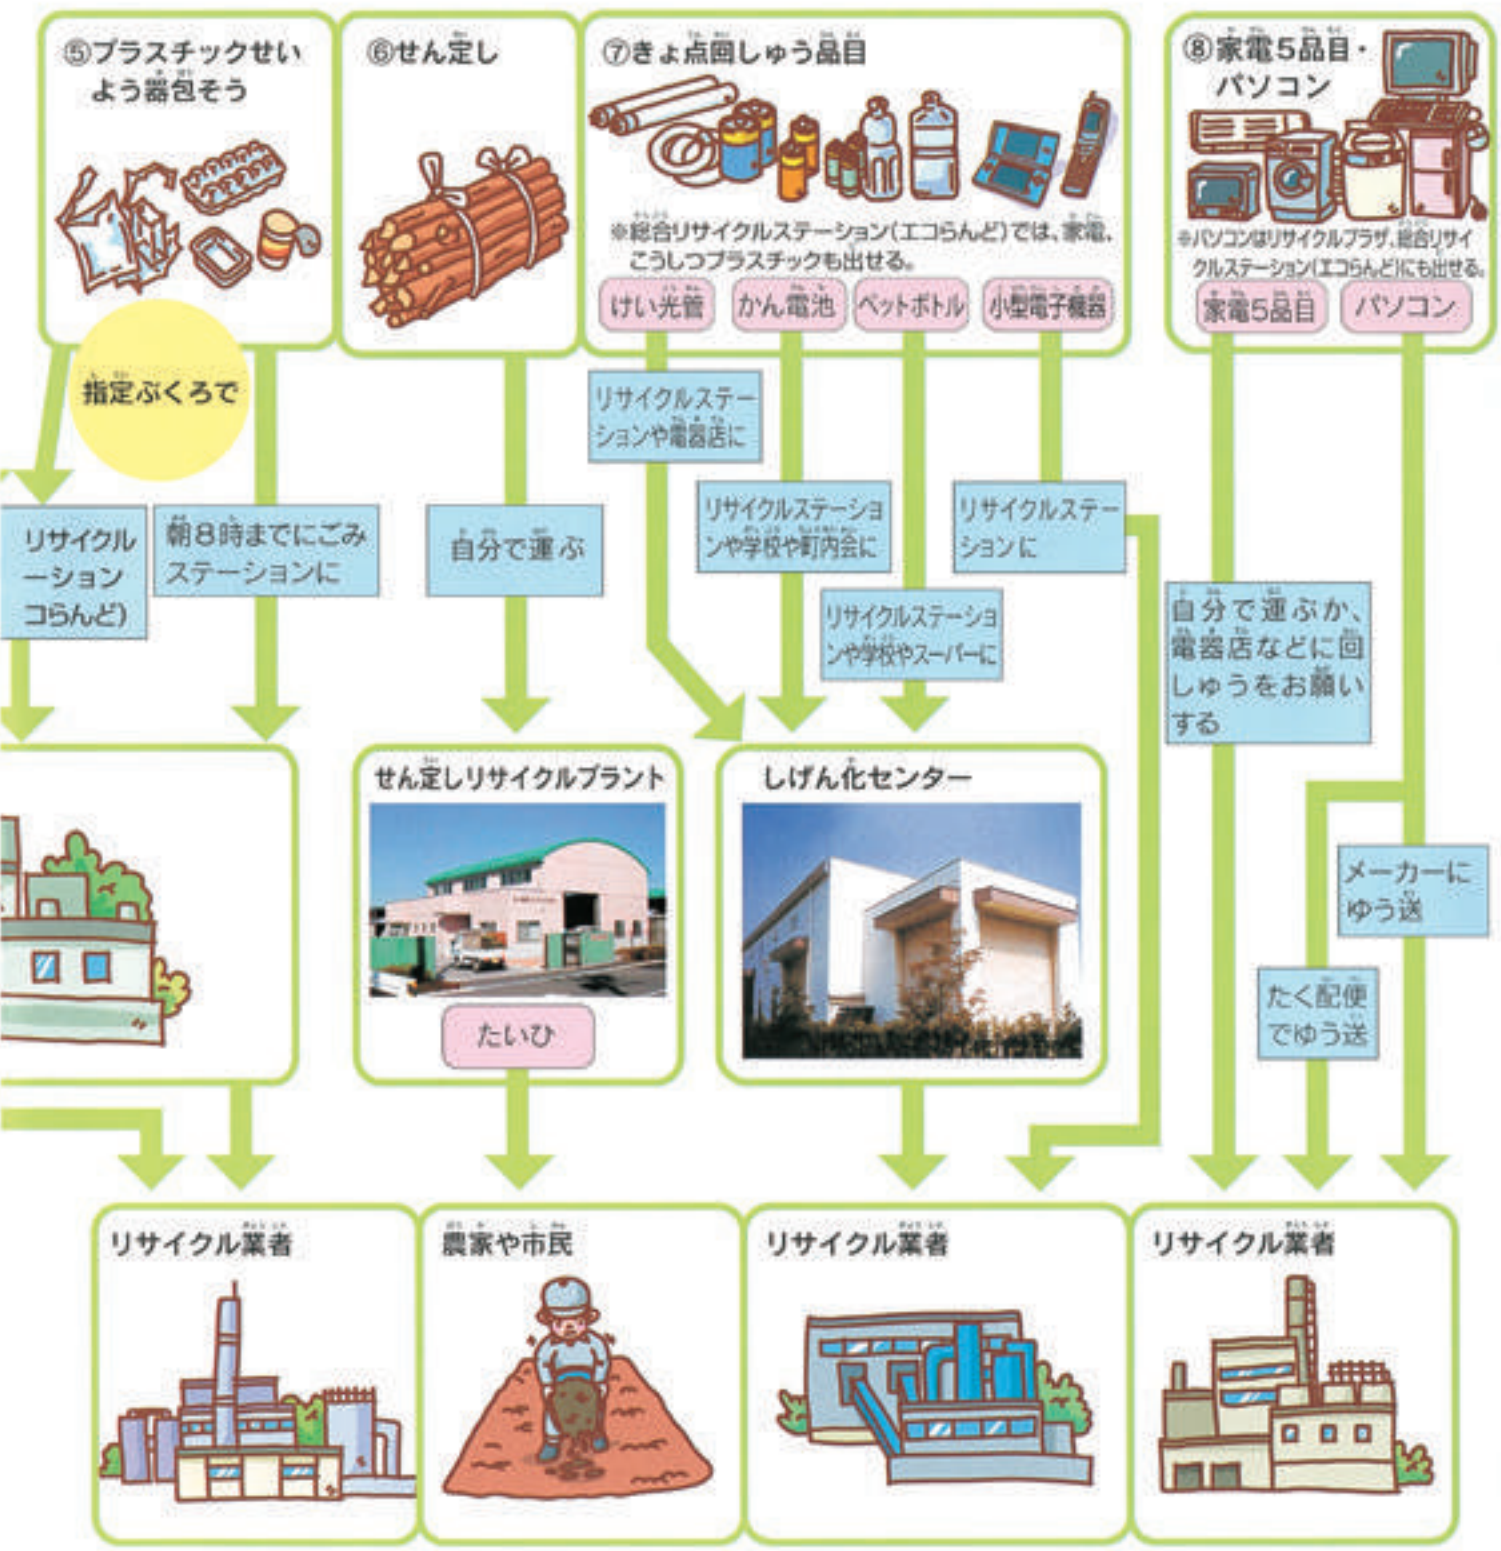 ⑤プラスチックせい
よう器包そう
⑥せん定し
⑦きょ点回しゅう品目
※総合リサイクルステーション(エコらんど)では、家電、
こうしつプラスチックも出せる。
けい光管
かん電池
ペットボトル
小型電子機器
⑧家電5品目・
パソコン
※パソコンはリサイクルプラザ、総合リサイ
クルステーション(エコらんど)にも出せる。
家電5品目
パソコン
指定ぶくろで
リサイクル
ーション
コらんど)
朝8時までにごみ
ステーションに
自分で運ぶ
リサイクルステー
ションや電器店に
リサイクルステーショ
ンや学校や町内会に
リサイクルステーショ
ンや学校やスーパーに
リサイクルステー
ションに
自分で運ぶか、
電器店などに回
しゅうをお願い
する
メーカーに
ゆう送
たく配便
でゆう送
せん定しリサイクルプラント
たいひ
しげん化センター
リサイクル業者
農家や市民
リサイクル業者
リサイクル業者